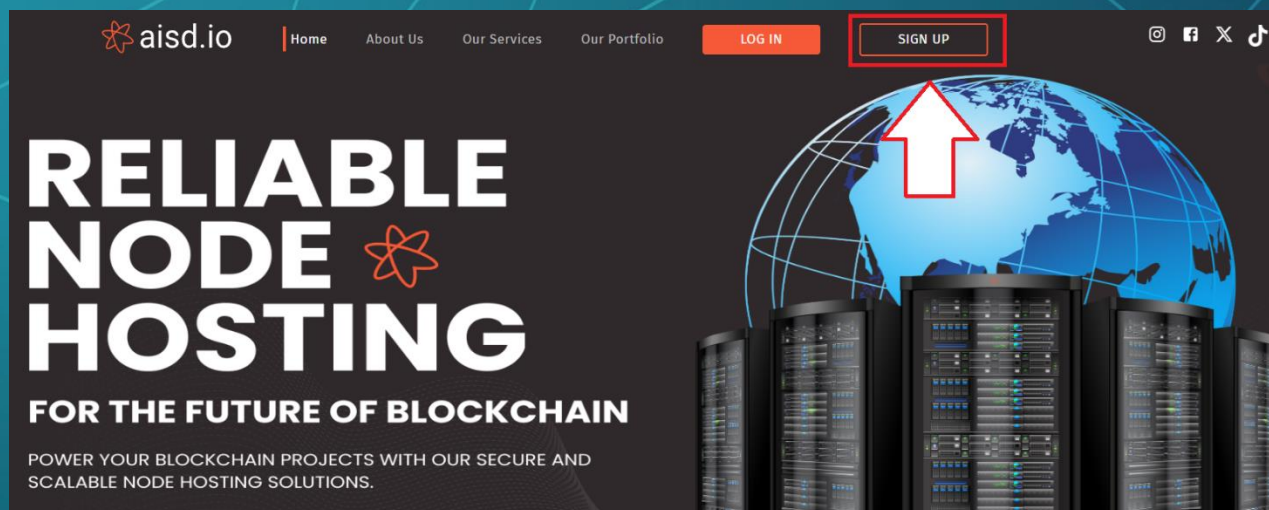 aisd.io Home About Us Our Services Our Portfolio LOG IN SIGN UP
RELIABLE
NODE
HOSTING
FOR THE FUTURE OF BLOCKCHAIN
POWER YOUR BLOCKCHAIN PROJECTS WITH OUR SECURE AND
SCALABLE NODE HOSTING SOLUTIONS.